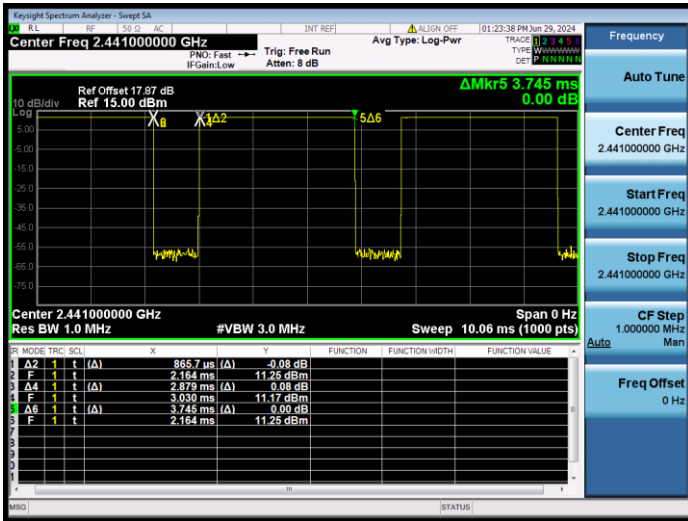 Keysight Spectrum Analyzer - Swept SA
RL RF 50 Ω AC INT REF ALIGN OFF 01:23:38 PM Jun 29, 2024
Center Freq 2.441000000 GHz
PNO: Fast
IFGain:Low
Trig: Free Run
Atten: 8 dB
Avg Type: Log-Pwr
TRACE 1 2 3 4 5 6
TYPE WWWWWW
DET P N N N N N
Ref Offset 17.87 dB
Ref 15.00 dBm
10 dB/div
Log
ΔMkr5 3.745 ms
0.00 dB
1Δ2
5Δ6
5.00
-5.00
-15.0
-25.0
-35.0
-45.0
-55.0
-65.0
-75.0
Center 2.441000000 GHz Span 0 Hz
Res BW 1.0 MHz #VBW 3.0 MHz Sweep 10.06 ms (1000 pts)
MODE TRC SCL X Y FUNCTION FUNCTION WIDTH FUNCTION VALUE
1 Δ2 1 t (Δ) 865.7 µs (Δ) -0.08 dB
2 F 1 t 2.164 ms 11.25 dBm
3 Δ4 1 t (Δ) 2.879 ms (Δ) 0.08 dB
4 F 1 t 3.030 ms 11.17 dBm
5 Δ6 1 t (Δ) 3.745 ms (Δ) 0.00 dB
6 F 1 t 2.164 ms 11.25 dBm
7
8
9
MSG STATUS
Frequency
Auto Tune
Center Freq
2.441000000 GHz
Start Freq
2.441000000 GHz
Stop Freq
2.441000000 GHz
CF Step
1.000000 MHz
Auto Man
Freq Offset
0 Hz